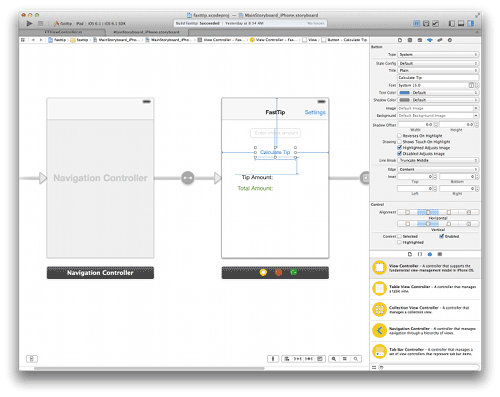 fasttip.xcodeproj — MainStoryboard_iPhone.storyboard
fasttip iPad iOS 6.1 Build fasttip: Succeeded Yesterday at 8:34 AM
FTTViewController.m MainStoryboard_iPhone.storyboard
fasttip fasttip MainStoryboard_iP... MainStoryboard_iPh... View Controller – Fas... View Controller – Fas... View Button – Calculate Tip
Button
Type System
State Config Default
Title Plain
Calculate Tip
Font System 15.0
Text Color Default
Shadow Color Default
Image Default Image
Background Default Background Image
Shadow Offset 0.0 0.0
Width Height
Reverses On Highlight
Drawing Shows Touch On Highlight
Highlighted Adjusts Image
Disabled Adjusts Image
Line Break Truncate Middle
Edge Content
Inset 0 0
Top Bottom
0 0
Left Right
Control
Alignment
Horizontal
Vertical
Content Selected Enabled
Highlighted
FastTip Settings
Calculate Tip
Tip Amount:
Total Amount:
Navigation Controller
Navigation Controller
View Controller – A controller that supports the
fundamental view-management model in iPhone OS.
Table View Controller – A controller that manages
a table view.
Collection View Controller – A controller that
manages a collection view.
Navigation Controller – A controller that manages
navigation through a hierarchy of views.
Tab Bar Controller – A controller that manages a
set of view controllers that represent tab bar items.